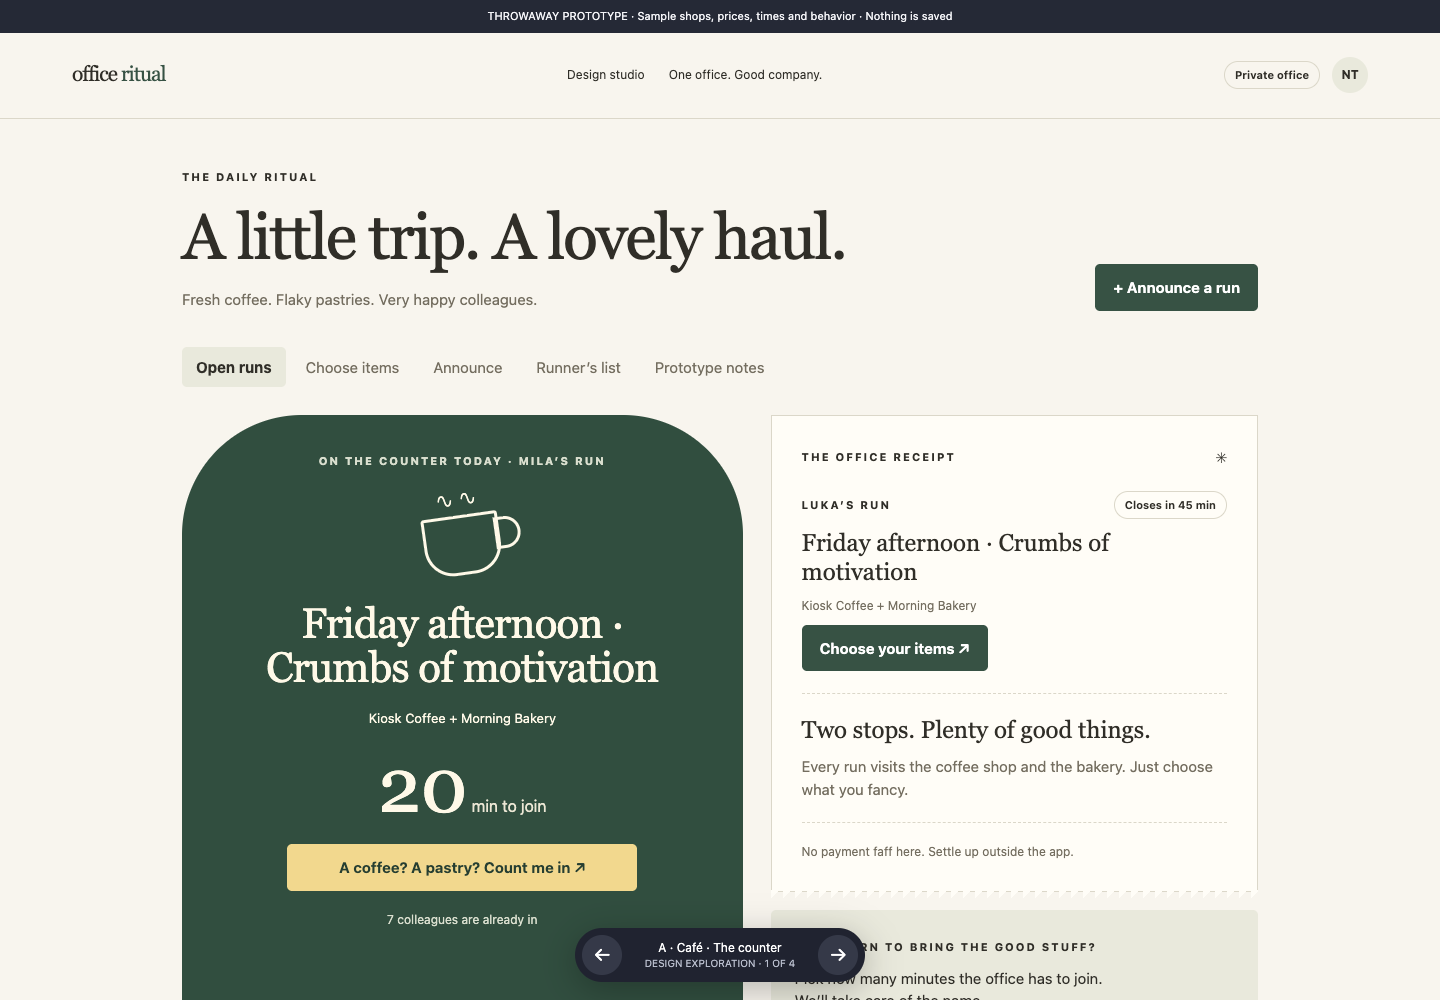 THROWAWAY PROTOTYPE · Sample shops, prices, times and behavior · Nothing is saved
office ritual
Design studio
One office. Good company.
Private office
NT
THE DAILY RITUAL
A little trip. A lovely haul.
Fresh coffee. Flaky pastries. Very happy colleagues.
+ Announce a run
Open runs
Choose items
Announce
Runner’s list
Prototype notes
ON THE COUNTER TODAY · MILA’S RUN
Friday afternoon ·
Crumbs of motivation
Kiosk Coffee + Morning Bakery
20 min to join
A coffee? A pastry? Count me in ↗
7 colleagues are already in
THE OFFICE RECEIPT
LUKA’S RUN
Closes in 45 min
Friday afternoon · Crumbs of
motivation
Kiosk Coffee + Morning Bakery
Choose your items ↗
Two stops. Plenty of good things.
Every run visits the coffee shop and the bakery. Just choose
what you fancy.
No payment faff here. Settle up outside the app.
TO BRING THE GOOD STUFF?
many minutes the office has to join.
We’ll take care of the name.
A · Café · The counter
DESIGN EXPLORATION · 1 OF 4